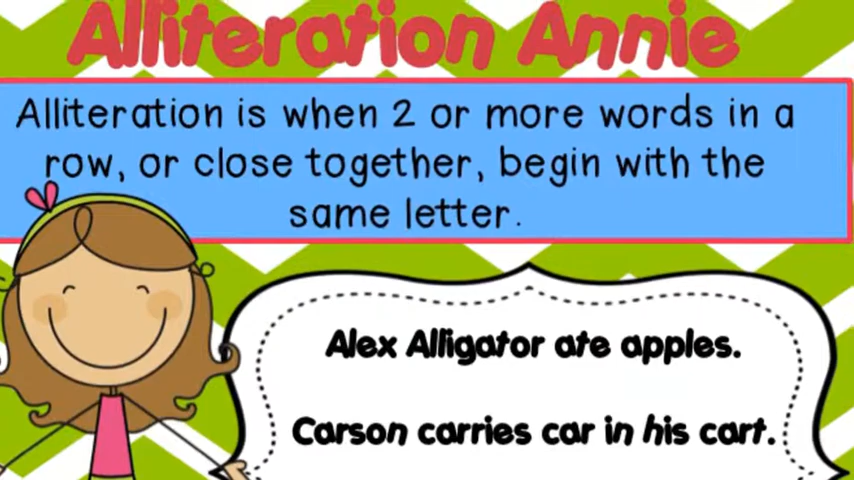 Alliteration Annie
Alliteration is when 2 or more words in a
row, or close together, begin with the
same letter.
Alex Alligator ate apples.
Carson carries car in his cart.